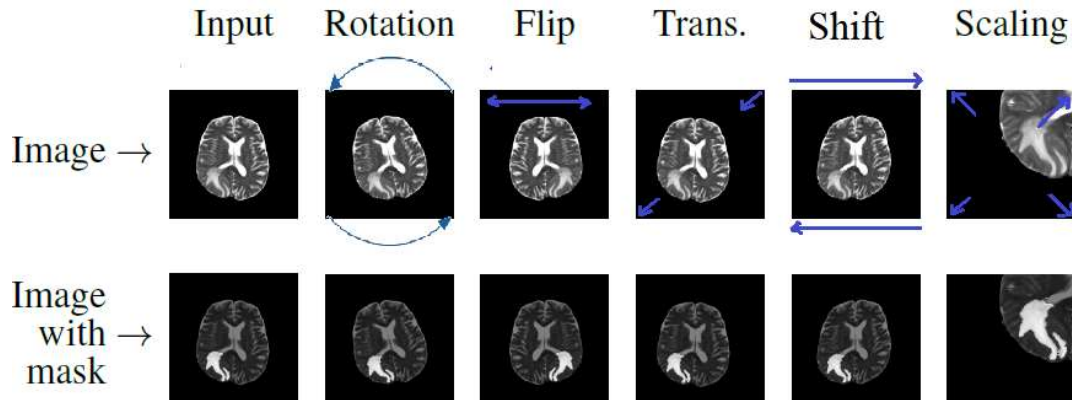 Input Rotation Flip Trans. Shift Scaling
Image →
Image
with →
mask